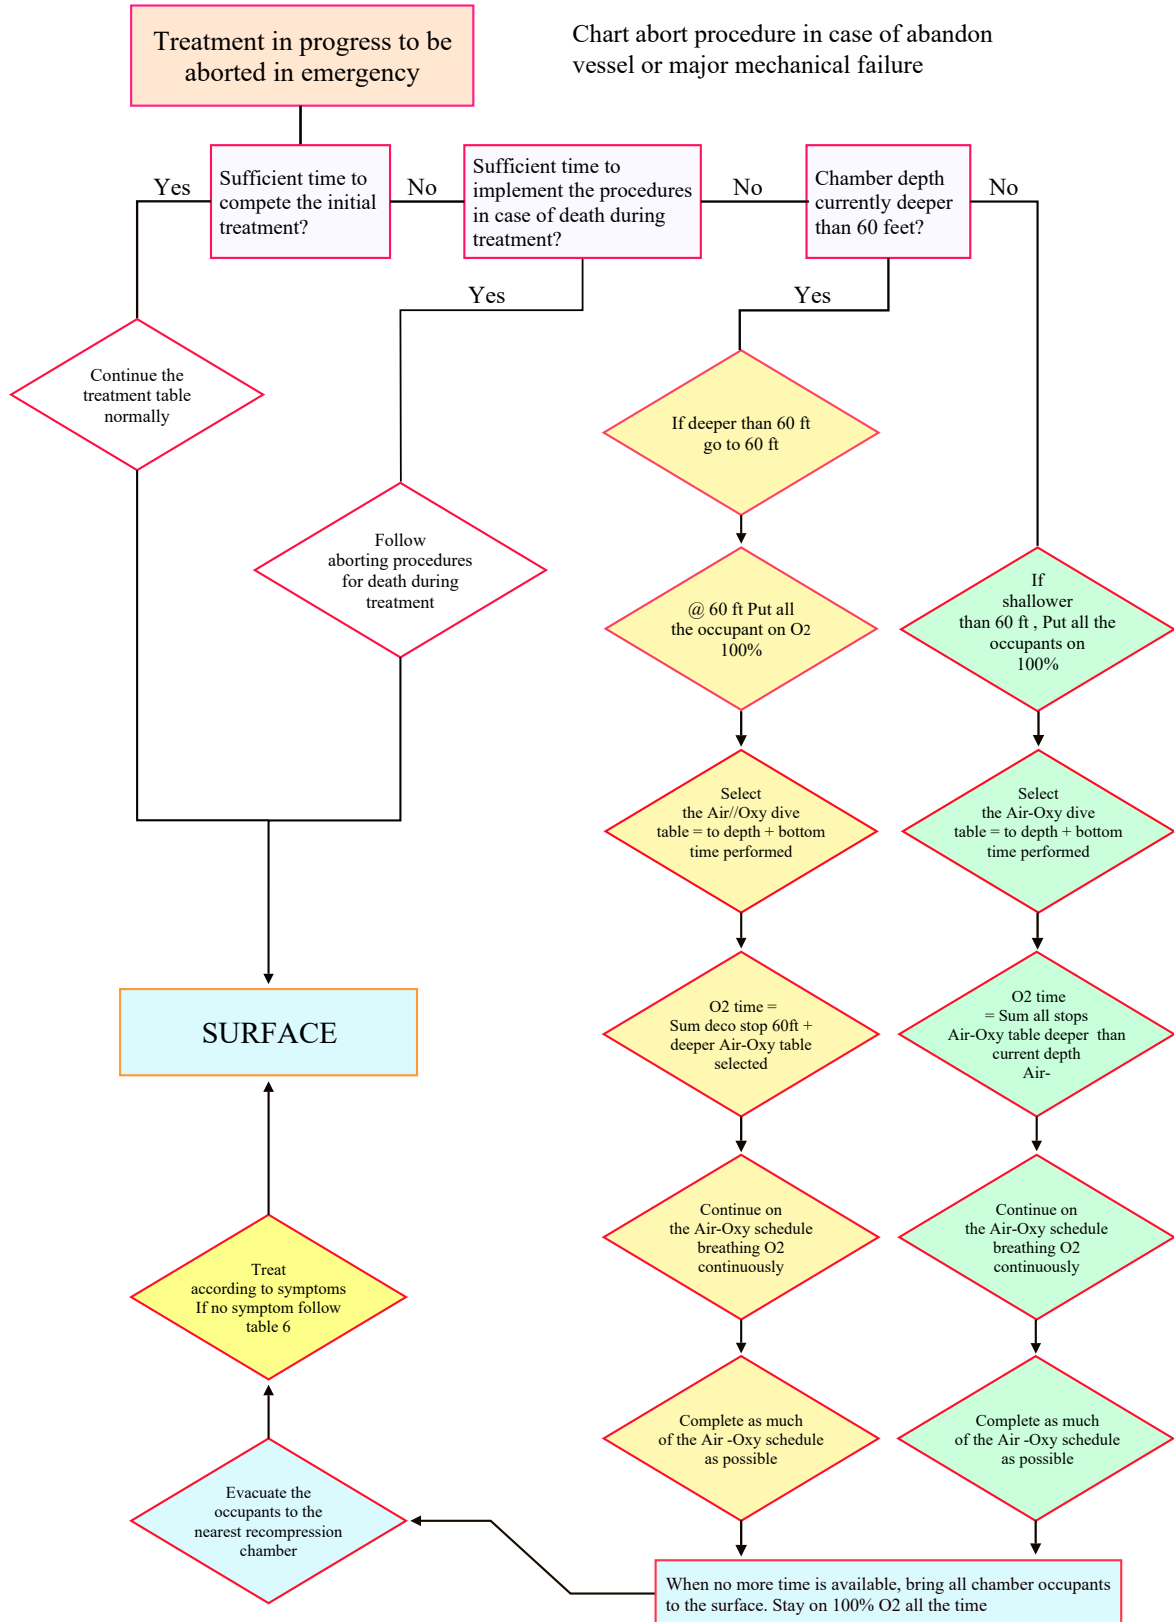 Treatment in progress to be
aborted in emergency
Chart abort procedure in case of abandon
vessel or major mechanical failure
Yes
Sufficient time to
compete the initial
treatment?
No
Sufficient time to
implement the procedures
in case of death during
treatment?
No
Chamber depth
currently deeper
than 60 feet?
No
Yes
Yes
Continue the
treatment table
normally
If deeper than 60 ft
go to 60 ft
Follow
aborting procedures
for death during
treatment
@ 60 ft Put all
the occupant on O2
100%
If
shallower
than 60 ft , Put all the
occupants on
100%
Select
the Air//Oxy dive
table = to depth + bottom
time performed
Select
the Air-Oxy dive
table = to depth + bottom
time performed
O2 time =
Sum deco stop 60ft +
deeper Air-Oxy table
selected
O2 time
= Sum all stops
Air-Oxy table deeper than
current depth
Air-
SURFACE
Continue on
the Air-Oxy schedule
breathing O2
continuously
Continue on
the Air-Oxy schedule
breathing O2
continuously
Treat
according to symptoms
If no symptom follow
table 6
Complete as much
of the Air -Oxy schedule
as possible
Complete as much
of the Air -Oxy schedule
as possible
Evacuate the
occupants to the
nearest recompression
chamber
When no more time is available, bring all chamber occupants
to the surface. Stay on 100% O2 all the time